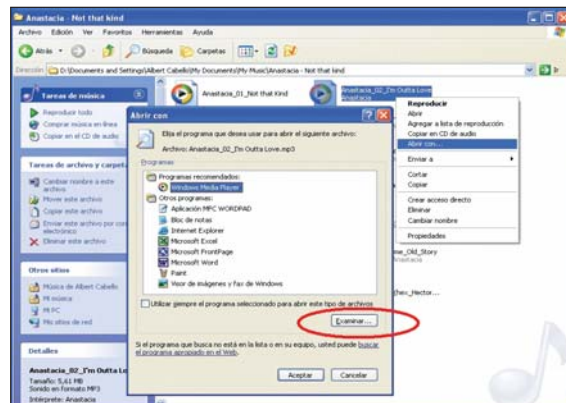 Anastacia - Not that kind
Archivo Edición Ver Favoritos Herramientas Ayuda
Atrás Búsqueda Carpetas
Dirección D:\Documents and Settings\Albert Cabello\My Documents\My Music\Anastacia - Not that kind Ir
Tareas de música
Reproducir todo
Comprar música en línea
Copiar en el CD de audio
Tareas de archivo y carpet
Cambiar nombre a este
archivo
Mover este archivo
Copiar este archivo
Enviar este archivo por
electrónico
Eliminar este archivo
Otros sitios
Música de Albert Cabello
Mi música
Mi PC
Mis sitios de red
Detalles
Anastacia_02_I'm Outta Lo
Tamaño: 5,61 MB
Sonido en formato MP3
Intérprete: Anastacia
Anastacia_01_Not that Kind
Anastacia_02_I'm Outta Love
Anastacia
Reproducir
Abrir
Agregar a lista de reproducción
Copiar en CD de audio
Abrir con...
Enviar a
Cortar
Copiar
Crear acceso directo
Eliminar
Cambiar nombre
Propiedades
me_Old_Story
Anastacia
Abrir con
Elija el programa que desea usar para abrir el siguiente archivo:
Archivo: Anastacia_02_I'm Outta Love.mp3
Programas
Programas recomendados:
Windows Media Player
Otros programas:
Aplicación MFC WORDPAD
Bloc de notas
Internet Explorer
Microsoft Excel
Microsoft FrontPage
Microsoft Word
Paint
Visor de imágenes y fax de Windows
Utilizar siempre el programa seleccionado para abrir este tipo de archivos
Examinar...
Si el programa que busca no está en la lista o en su equipo, usted puede buscar
el programa apropiado en el Web.
Aceptar Cancelar